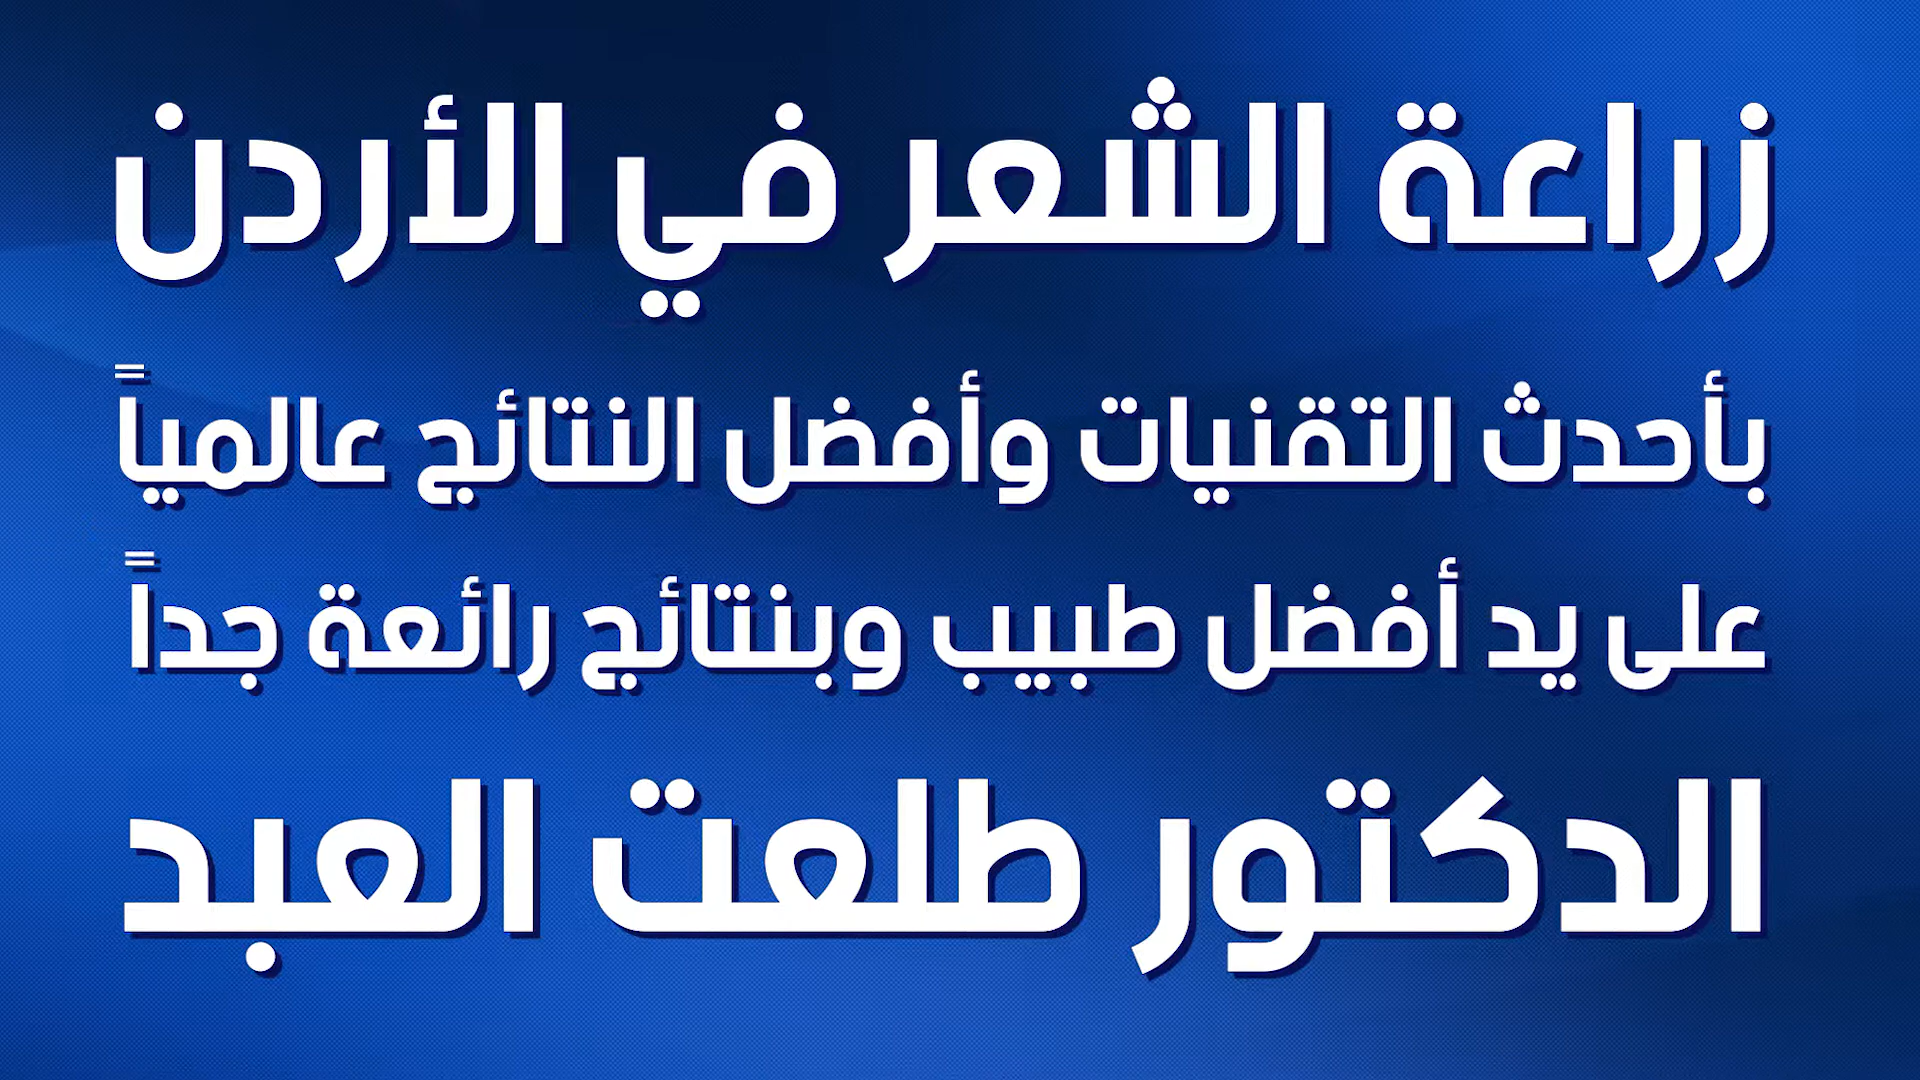 زراعة الشعر في الأردن
بأحدث التقنيات وأفضل النتائج عالمياً
على يد أفضل طبيب وبنتائج رائعة جداً
الدكتور طلعت العبد